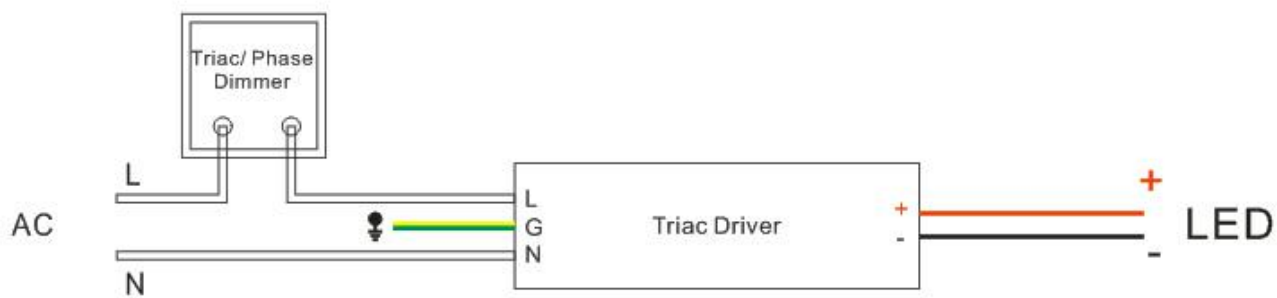 Triac/ Phase
Dimmer
L
AC
N
L
G
N
Triac Driver
+
-
+
LED
-